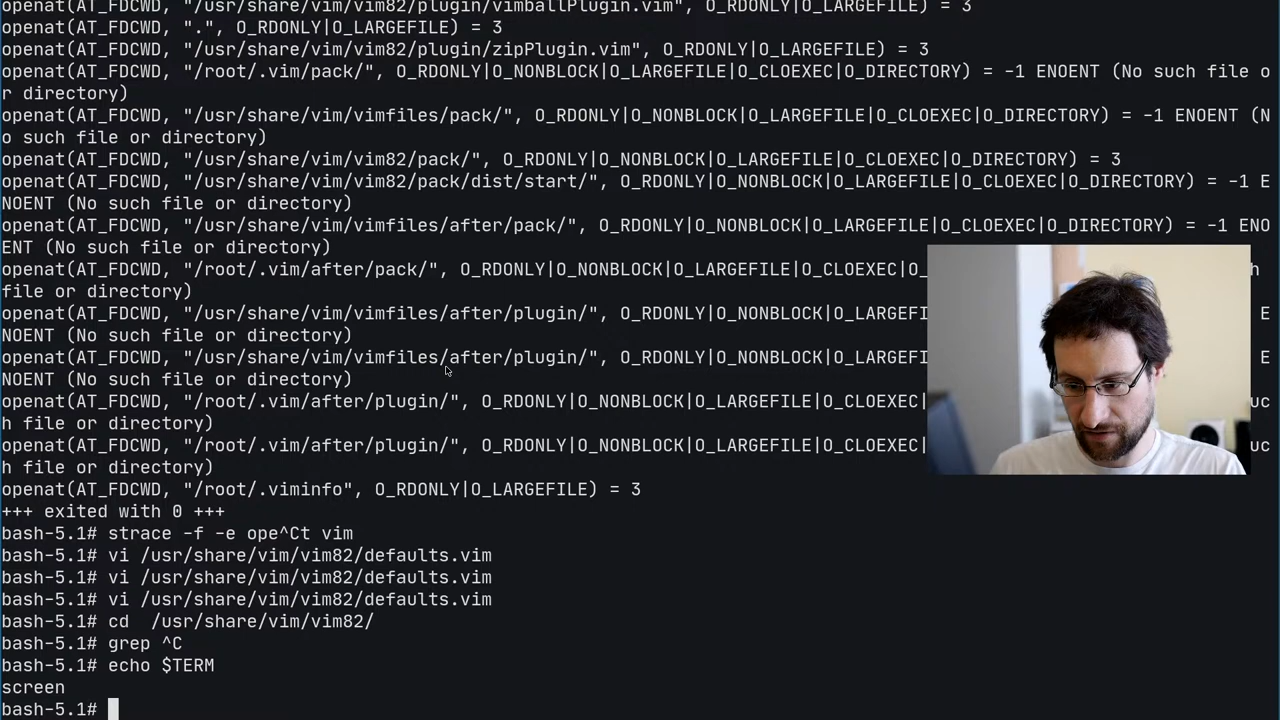 openat(AT_FDCWD, "/usr/share/vim/vim82/plugin/vimballPlugin.vim", O_RDONLY|O_LARGEFILE) = 3
openat(AT_FDCWD, ".", O_RDONLY|O_LARGEFILE) = 3
openat(AT_FDCWD, "/usr/share/vim/vim82/plugin/zipPlugin.vim", O_RDONLY|O_LARGEFILE) = 3
openat(AT_FDCWD, "/root/.vim/pack/", O_RDONLY|O_NONBLOCK|O_LARGEFILE|O_CLOEXEC|O_DIRECTORY) = -1 ENOENT (No such file o
r directory)
openat(AT_FDCWD, "/usr/share/vim/vimfiles/pack/", O_RDONLY|O_NONBLOCK|O_LARGEFILE|O_CLOEXEC|O_DIRECTORY) = -1 ENOENT (N
o such file or directory)
openat(AT_FDCWD, "/usr/share/vim/vim82/pack/", O_RDONLY|O_NONBLOCK|O_LARGEFILE|O_CLOEXEC|O_DIRECTORY) = 3
openat(AT_FDCWD, "/usr/share/vim/vim82/pack/dist/start/", O_RDONLY|O_NONBLOCK|O_LARGEFILE|O_CLOEXEC|O_DIRECTORY) = -1 E
NOENT (No such file or directory)
openat(AT_FDCWD, "/usr/share/vim/vimfiles/after/pack/", O_RDONLY|O_NONBLOCK|O_LARGEFILE|O_CLOEXEC|O_DIRECTORY) = -1 ENO
ENT (No such file or directory)
openat(AT_FDCWD, "/root/.vim/after/pack/", O_RDONLY|O_NONBLOCK|O_LARGEFILE|O_CLOEXEC|O_ h
file or directory)
openat(AT_FDCWD, "/usr/share/vim/vimfiles/after/plugin/", O_RDONLY|O_NONBLOCK|O_LARGEFI E
NOENT (No such file or directory)
openat(AT_FDCWD, "/usr/share/vim/vimfiles/after/plugin/", O_RDONLY|O_NONBLOCK|O_LARGEFI E
NOENT (No such file or directory)
openat(AT_FDCWD, "/root/.vim/after/plugin/", O_RDONLY|O_NONBLOCK|O_LARGEFILE|O_CLOEXEC| uc
h file or directory)
openat(AT_FDCWD, "/root/.vim/after/plugin/", O_RDONLY|O_NONBLOCK|O_LARGEFILE|O_CLOEXEC| uc
h file or directory)
openat(AT_FDCWD, "/root/.viminfo", O_RDONLY|O_LARGEFILE) = 3
+++ exited with 0 +++
bash-5.1# strace -f -e ope^Ct vim
bash-5.1# vi /usr/share/vim/vim82/defaults.vim
bash-5.1# vi /usr/share/vim/vim82/defaults.vim
bash-5.1# vi /usr/share/vim/vim82/defaults.vim
bash-5.1# cd  /usr/share/vim/vim82/
bash-5.1# grep ^C
bash-5.1# echo $TERM
screen
bash-5.1#